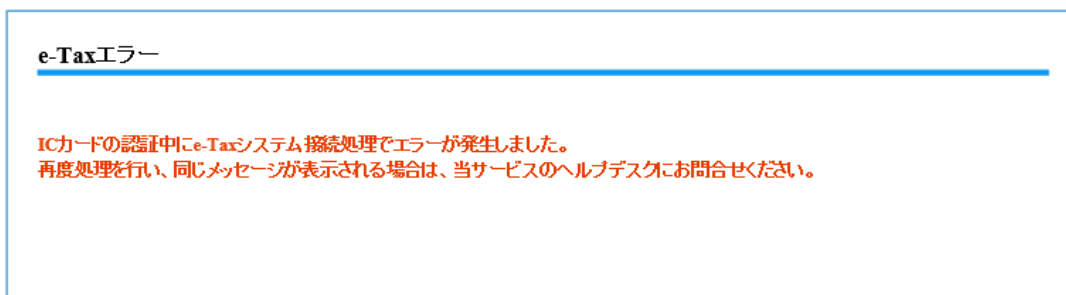 e-Taxエラー
ICカードの認証中にe-Taxシステム接続処理でエラーが発生しました。
再度処理を行い、同じメッセージが表示される場合は、当サービスのヘルプデスクにお問合せください。